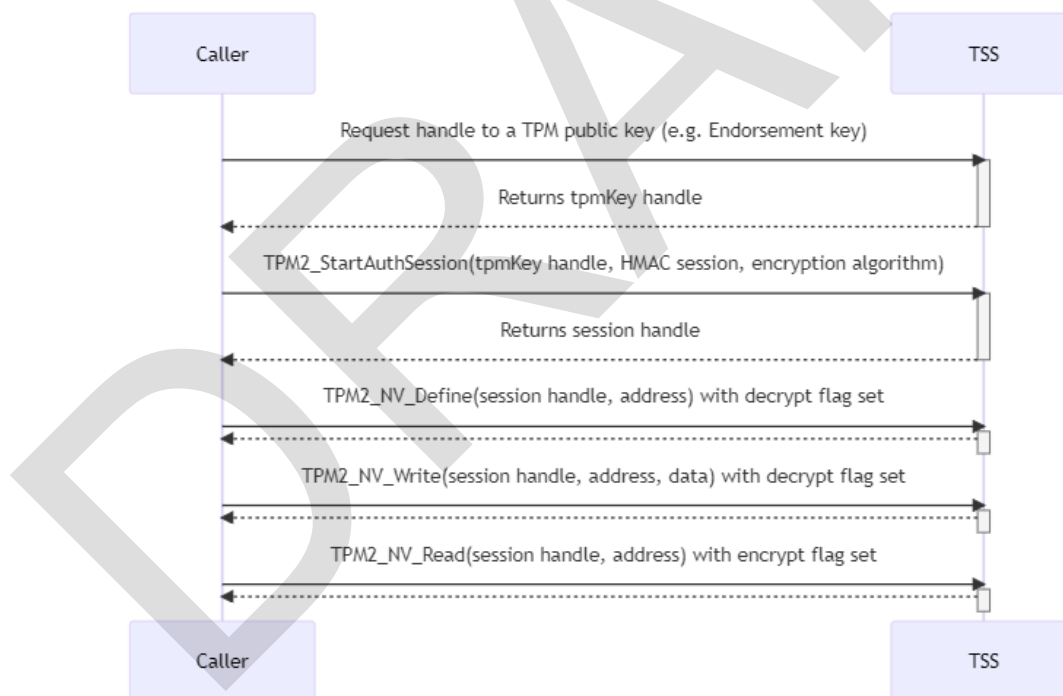 Caller TSS
Request handle to a TPM public key (e.g. Endorsement key)
Returns tpmKey handle
TPM2_StartAuthSession(tpmKey handle, HMAC session, encryption algorithm)
Returns session handle
TPM2_NV_Define(session handle, address) with decrypt flag set
TPM2_NV_Write(session handle, address, data) with decrypt flag set
TPM2_NV_Read(session handle, address) with encrypt flag set
Caller TSS
DRA